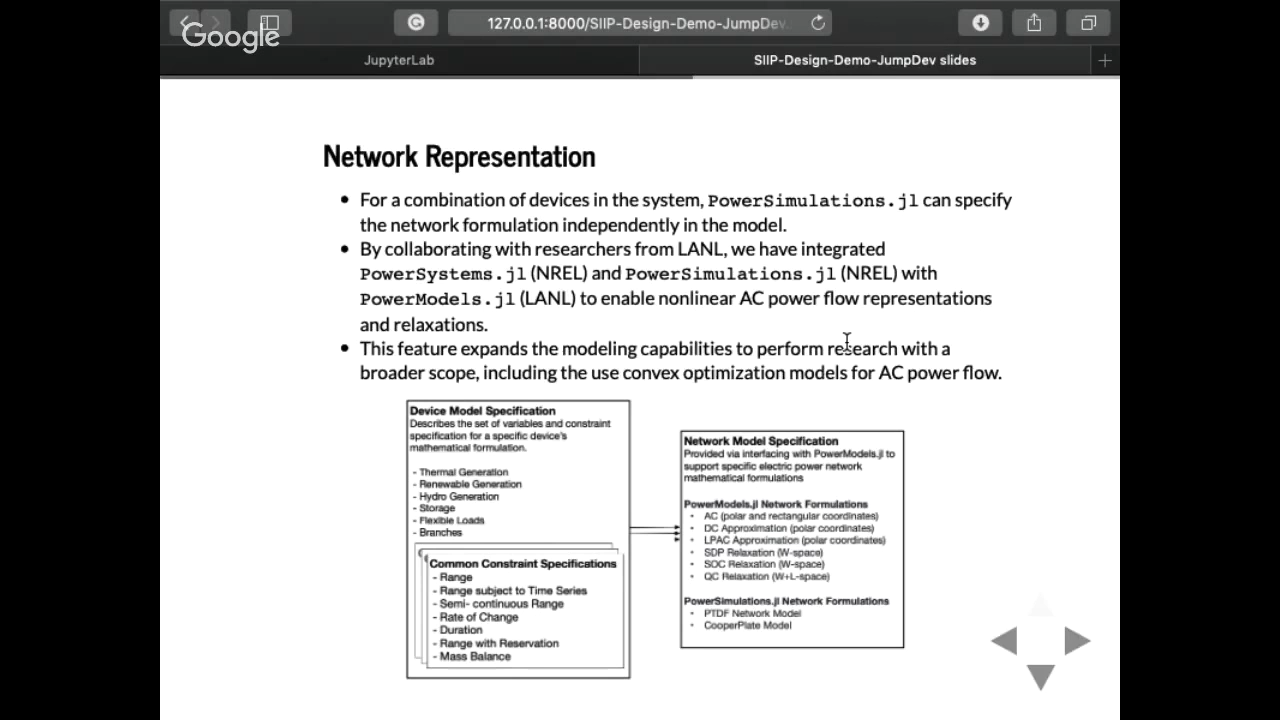 Google
127.0.0.1:8000/SIIP-Design-Demo-JumpDev
JupyterLab
SIIP-Design-Demo-JumpDev slides
Network Representation
• For a combination of devices in the system, PowerSimulations.jl can specify
the network formulation independently in the model.
• By collaborating with researchers from LANL, we have integrated
PowerSystems.jl (NREL) and PowerSimulations.jl (NREL) with
PowerModels.jl (LANL) to enable nonlinear AC power flow representations
and relaxations.
• This feature expands the modeling capabilities to perform research with a
broader scope, including the use convex optimization models for AC power flow.
Device Model Specification
Describes the set of variables and constraint
specification for a specific device's
mathematical formulation.
- Thermal Generation
- Renewable Generation
- Hydro Generation
- Storage
- Flexible Loads
- Branches
Common Constraint Specifications
- Range
- Range subject to Time Series
- Semi- continuous Range
- Rate of Change
- Duration
- Range with Reservation
- Mass Balance
Network Model Specification
Provided via interfacing with PowerModels.jl to
support specific electric power network
mathematical formulations
PowerModels.jl Network Formulations
• AC (polar and rectangular coordinates)
• DC Approximation (polar coordinates)
• LPAC Approximation (polar coordinates)
• SDP Relaxation (W-space)
• SOC Relaxation (W-space)
• QC Relaxation (W+L-space)
PowerSimulations.jl Network Formulations
• PTDF Network Model
• CooperPlate Model